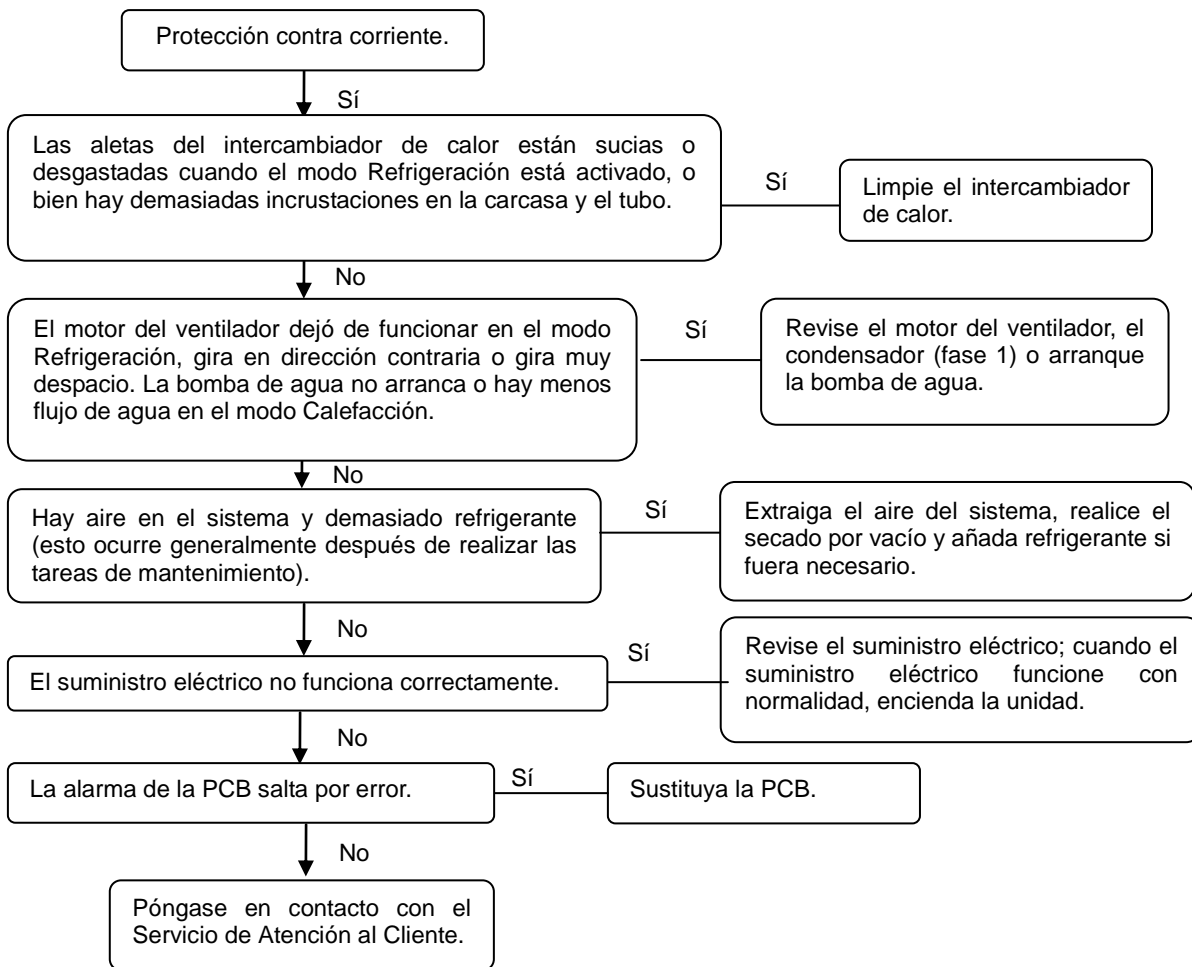 Protección contra corriente.
Sí
Las aletas del intercambiador de calor están sucias o
desgastadas cuando el modo Refrigeración está activado, o
bien hay demasiadas incrustaciones en la carcasa y el tubo.
Sí
Limpie el intercambiador
de calor.
No
El motor del ventilador dejó de funcionar en el modo
Refrigeración, gira en dirección contraria o gira muy
despacio. La bomba de agua no arranca o hay menos
flujo de agua en el modo Calefacción.
Sí
Revise el motor del ventilador, el
condensador (fase 1) o arranque
la bomba de agua.
No
Hay aire en el sistema y demasiado refrigerante
(esto ocurre generalmente después de realizar las
tareas de mantenimiento).
Sí
Extraiga el aire del sistema, realice el
secado por vacío y añada refrigerante si
fuera necesario.
No
El suministro eléctrico no funciona correctamente.
Sí
Revise el suministro eléctrico; cuando el
suministro eléctrico funcione con
normalidad, encienda la unidad.
No
La alarma de la PCB salta por error.
Sí
Sustituya la PCB.
No
Póngase en contacto con el
Servicio de Atención al Cliente.